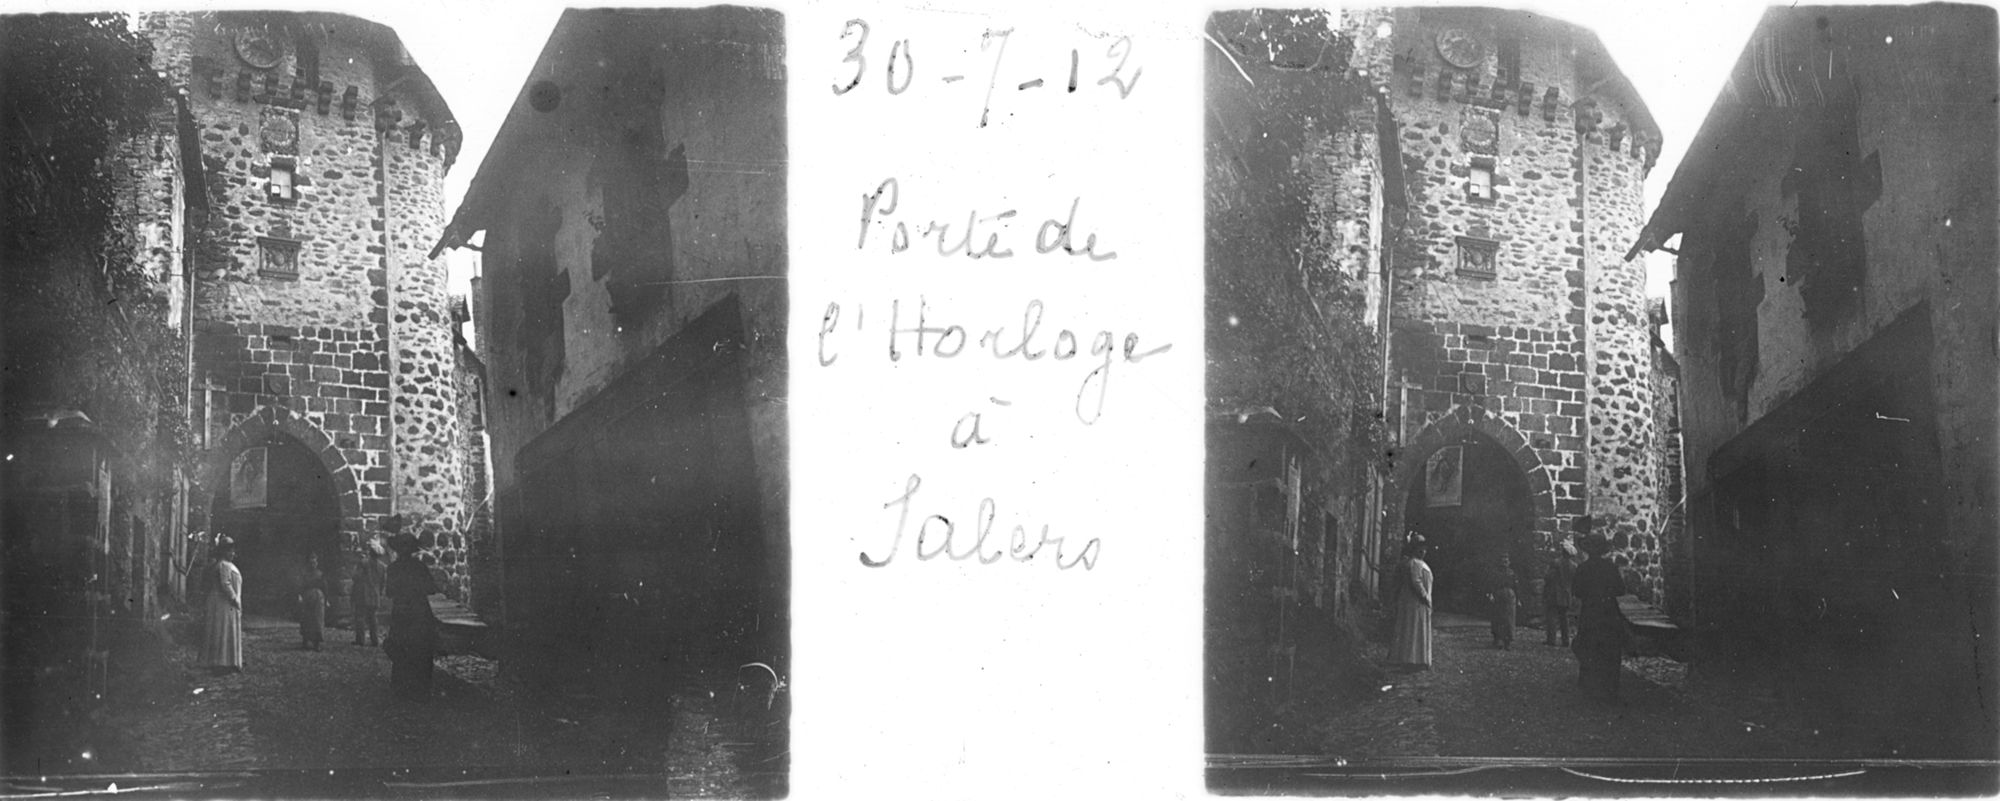 30-7-12
Porte de
l'Horloge
à
Salers